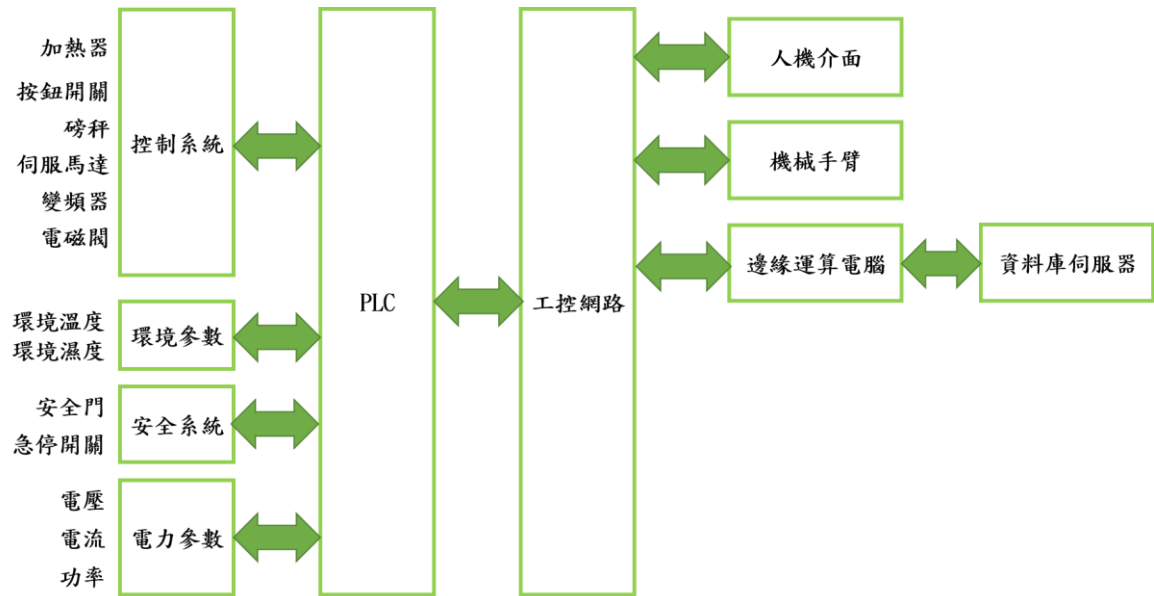 加熱器
按鈕開關
磅秤
伺服馬達
變頻器
電磁閥
控制系統
環境溫度
環境濕度
環境參數
安全門
急停開關
安全系統
電壓
電流
功率
電力參數
PLC
工控網路
人機介面
機械手臂
邊緣運算電腦
資料庫伺服器